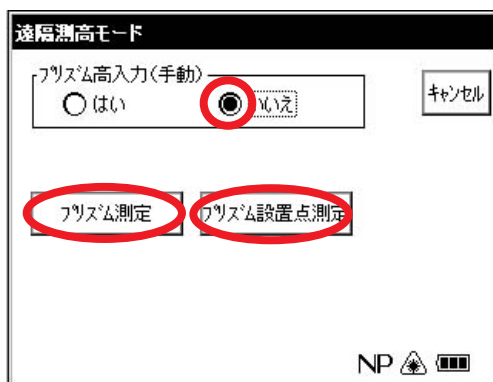 遠隔測高モード
プリズム高入力(手動)
はい いいえ
キャンセル
プリズム測定 プリズム設置点測定
NP